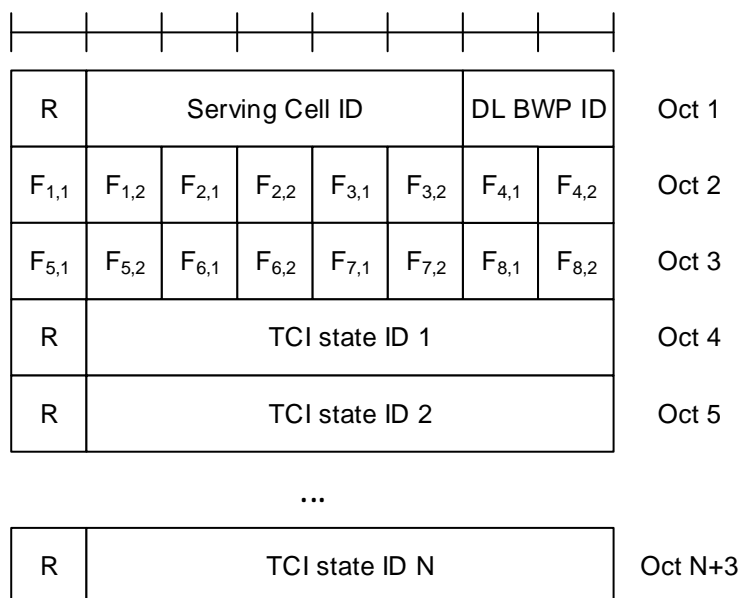 R Serving Cell ID DL BWP ID Oct 1
F1,1 F1,2 F2,1 F2,2 F3,1 F3,2 F4,1 F4,2 Oct 2
F5,1 F5,2 F6,1 F6,2 F7,1 F7,2 F8,1 F8,2 Oct 3
R TCI state ID 1 Oct 4
R TCI state ID 2 Oct 5
...
R TCI state ID N Oct N+3